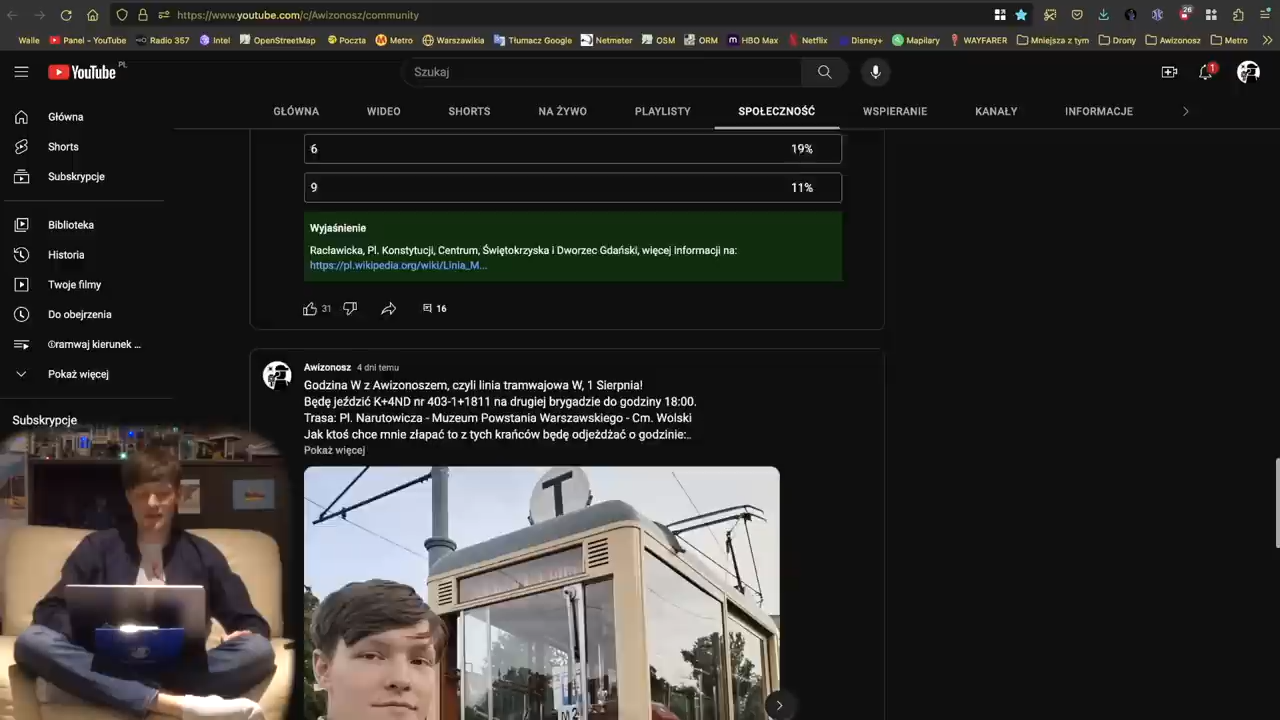 https://www.youtube.com/c/Awizonosz/community
26
Walle
Panel - YouTube
Radio 357
Intel
OpenStreetMap
Poczta
Metro
Warszawikia
Tłumacz Google
Netmeter
OSM
ORM
HBO Max
Netflix
Disney+
Mapilary
WAYFARER
Mniejsza z tym
Drony
Awizonosz
Metro
YouTube PL
Szukaj
1
GŁÓWNA
WIDEO
SHORTS
NA ŻYWO
PLAYLISTY
SPOŁECZNOŚĆ
WSPIERANIE
KANAŁY
INFORMACJE
Główna
Shorts
Subskrypcje
Biblioteka
Historia
Twoje filmy
Do obejrzenia
©ramwaj kierunek ...
Pokaż więcej
Subskrypcje
6 19%
9 11%
Wyjaśnienie
Racławicka, Pl. Konstytucji, Centrum, Świętokrzyska i Dworzec Gdański, więcej informacji na:
https://pl.wikipedia.org/wiki/Linia_M...
31
16
Awizonosz 4 dni temu
Godzina W z Awizonoszem, czyli linia tramwajowa W, 1 Sierpnia!
Będę jeździć K+4ND nr 403-1+1811 na drugiej brygadzie do godziny 18:00.
Trasa: Pl. Narutowicza - Muzeum Powstania Warszawskiego - Cm. Wolski
Jak ktoś chce mnie złapać to z tych krańców będę odjeżdżać o godzinie:..
Pokaż więcej
T